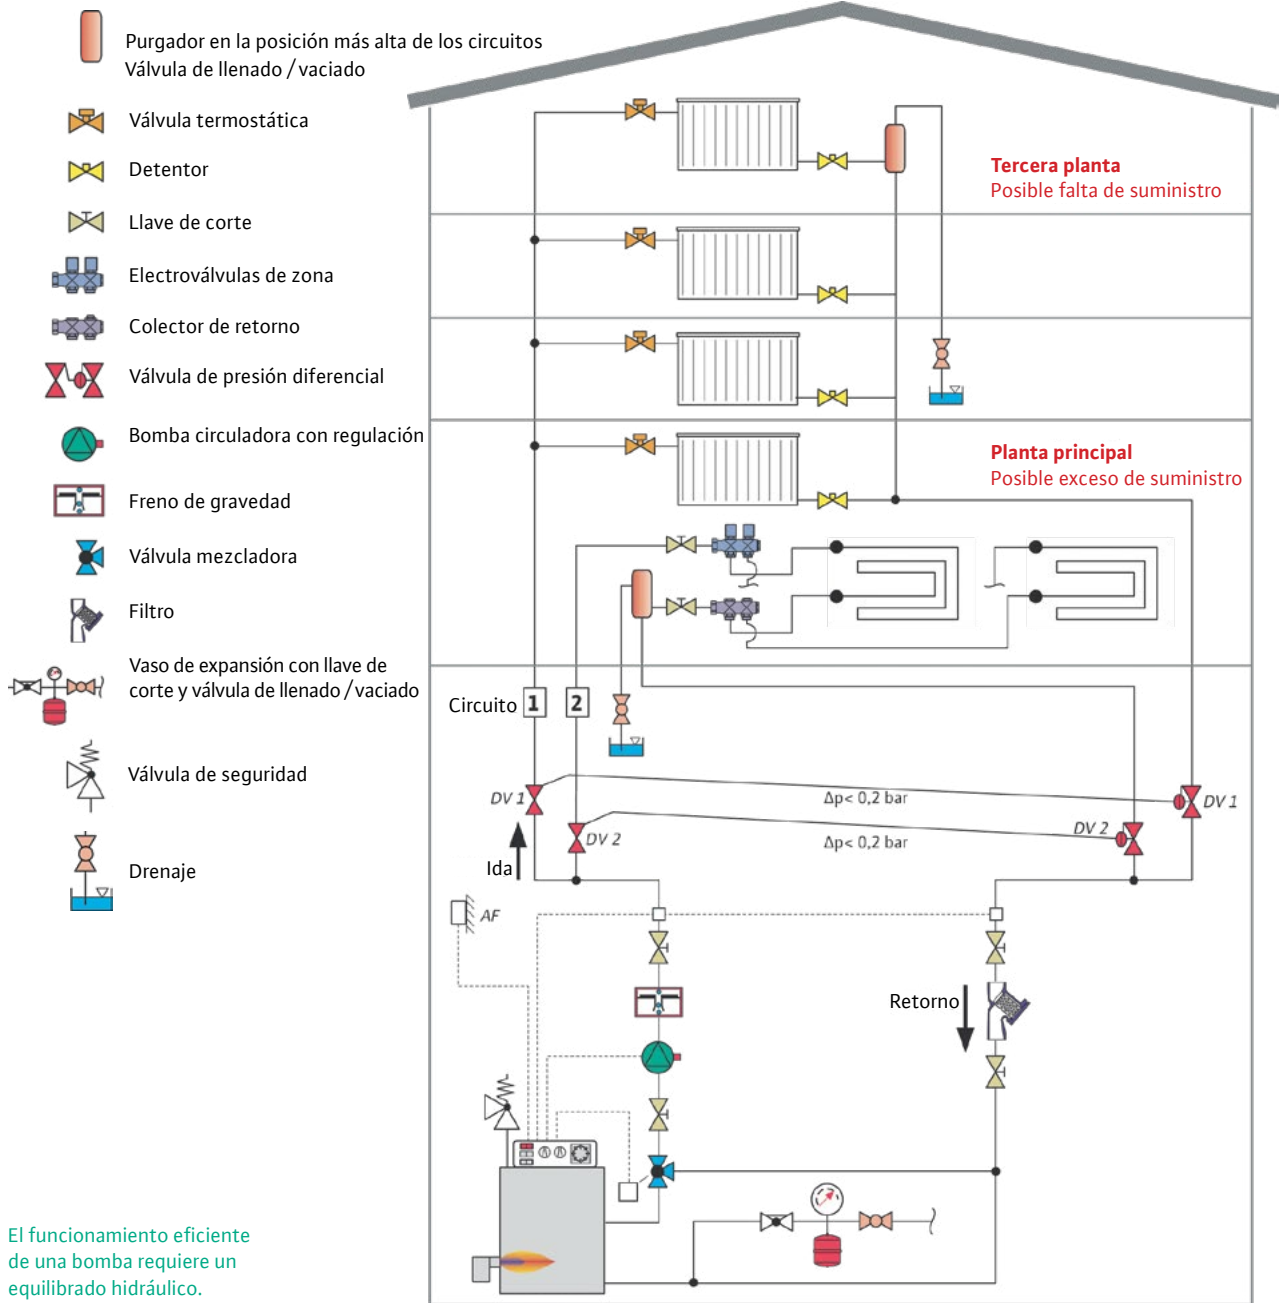 Purgador en la posición más alta de los circuitos
Válvula de llenado / vaciado
Válvula termostática
Detentor
Llave de corte
Electroválvulas de zona
Colector de retorno
Válvula de presión diferencial
Bomba circuladora con regulación
Freno de gravedad
Válvula mezcladora
Filtro
Vaso de expansión con llave de
corte y válvula de llenado / vaciado
Válvula de seguridad
Drenaje
El funcionamiento eficiente
de una bomba requiere un
equilibrado hidráulico.
Tercera planta
Posible falta de suministro
Planta principal
Posible exceso de suministro
Circuito 1 2
DV 1
Δp< 0,2 bar
DV 1
DV 2
Δp< 0,2 bar
DV 2
Ida
AF
Retorno